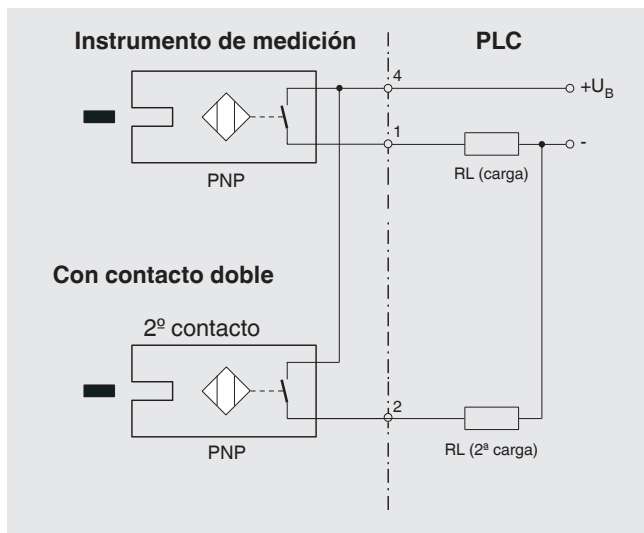 Instrumento de medición
PLC
4
+UB
1
-
PNP
RL (carga)
Con contacto doble
2º contacto
2
PNP
RL (2ª carga)